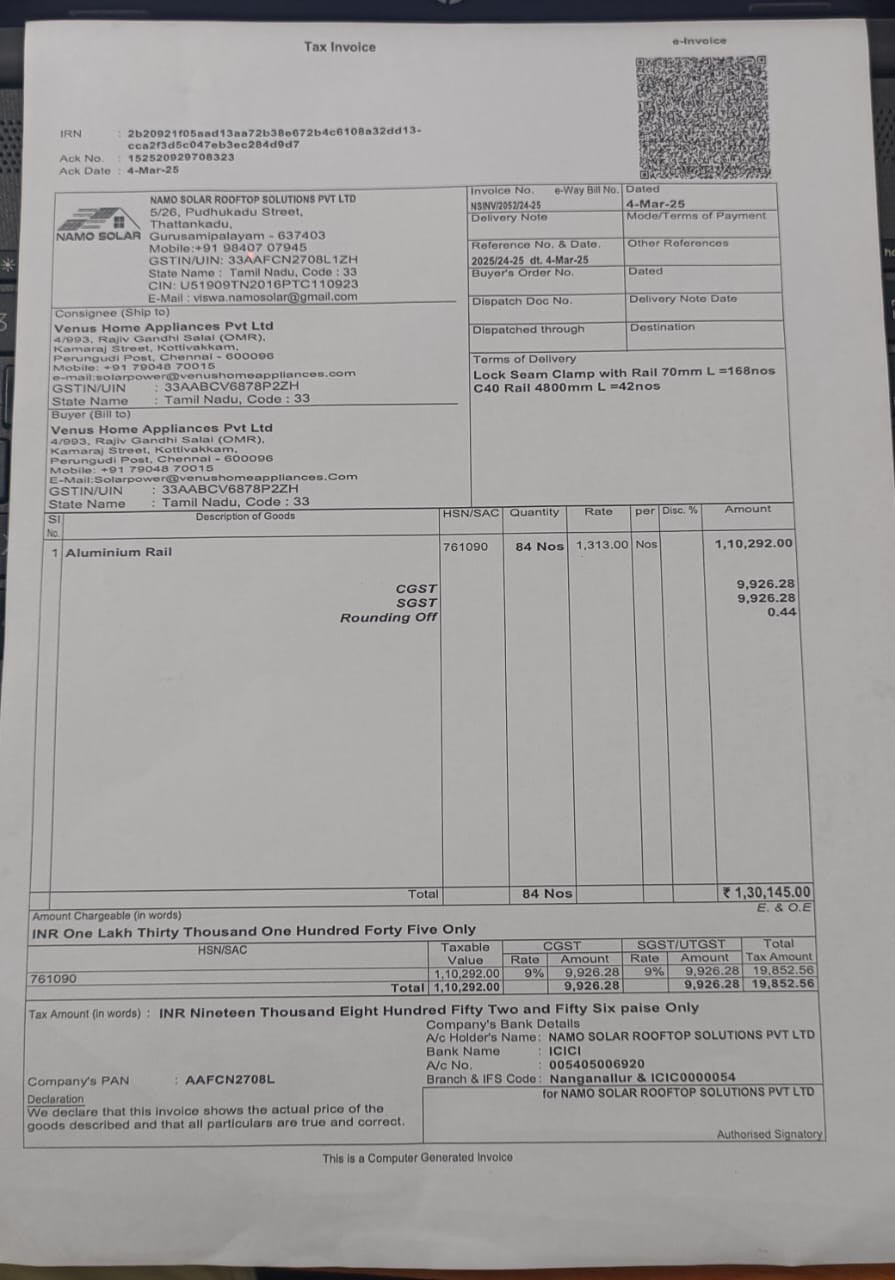 Tax Invoice
e-Invoice
IRN : 2b20921f05aad13aa72b38e672b4c6108a32dd13-
cca2f3d5c047eb3ec284d9d7
Ack No. : 152520929708323
Ack Date : 4-Mar-25
NAMO SOLAR
NAMO SOLAR ROOFTOP SOLUTIONS PVT LTD
5/26, Pudhukadu Street,
Thattankadu,
Gurusamipalayam - 637403
Mobile:+91 98407 07945
GSTIN/UIN: 33AAFCN2708L1ZH
State Name : Tamil Nadu, Code : 33
CIN: U51909TN2016PTC110923
E-Mail : viswa.namosolar@gmail.com
Invoice No. e-Way Bill No. Dated
NSINV/2052/24-25 4-Mar-25
Delivery Note Mode/Terms of Payment
Reference No. & Date. Other References
2025/24-25 dt. 4-Mar-25
Buyer's Order No. Dated
Dispatch Doc No. Delivery Note Date
Dispatched through Destination
Terms of Delivery
Lock Seam Clamp with Rail 70mm L =168nos
C40 Rail 4800mm L =42nos
Consignee (Ship to)
Venus Home Appliances Pvt Ltd
4/993, Rajiv Gandhi Salai (OMR),
Kamaraj Street, Kottivakkam,
Perungudi Post, Chennai - 600096
Mobile: +91 79048 70015
e-mail:solarpower@venushomeappliances.com
GSTIN/UIN : 33AABCV6878P2ZH
State Name : Tamil Nadu, Code : 33
Buyer (Bill to)
Venus Home Appliances Pvt Ltd
4/993, Rajiv Gandhi Salai (OMR),
Kamaraj Street, Kottivakkam,
Perungudi Post, Chennai - 600096
Mobile: +91 79048 70015
E-Mail:Solarpower@venushomeappliances.Com
GSTIN/UIN : 33AABCV6878P2ZH
State Name : Tamil Nadu, Code : 33
Sl No. Description of Goods HSN/SAC Quantity Rate per Disc. % Amount
1 Aluminium Rail 761090 84 Nos 1,313.00 Nos 1,10,292.00
CGST 9,926.28
SGST 9,926.28
Rounding Off 0.44
Total 84 Nos ₹ 1,30,145.00
Amount Chargeable (in words) E. & O.E
INR One Lakh Thirty Thousand One Hundred Forty Five Only
HSN/SAC Taxable Value CGST SGST/UTGST Total Tax Amount
Rate Amount Rate Amount
761090 1,10,292.00 9% 9,926.28 9% 9,926.28 19,852.56
Total 1,10,292.00 9,926.28 9,926.28 19,852.56
Tax Amount (in words) : INR Nineteen Thousand Eight Hundred Fifty Two and Fifty Six paise Only
Company's Bank Details
A/c Holder's Name: NAMO SOLAR ROOFTOP SOLUTIONS PVT LTD
Bank Name : ICICI
A/c No. : 005405006920
Branch & IFS Code : Nanganallur & ICIC0000054
Company's PAN : AAFCN2708L
Declaration
We declare that this invoice shows the actual price of the
goods described and that all particulars are true and correct.
for NAMO SOLAR ROOFTOP SOLUTIONS PVT LTD
Authorised Signatory
This is a Computer Generated Invoice